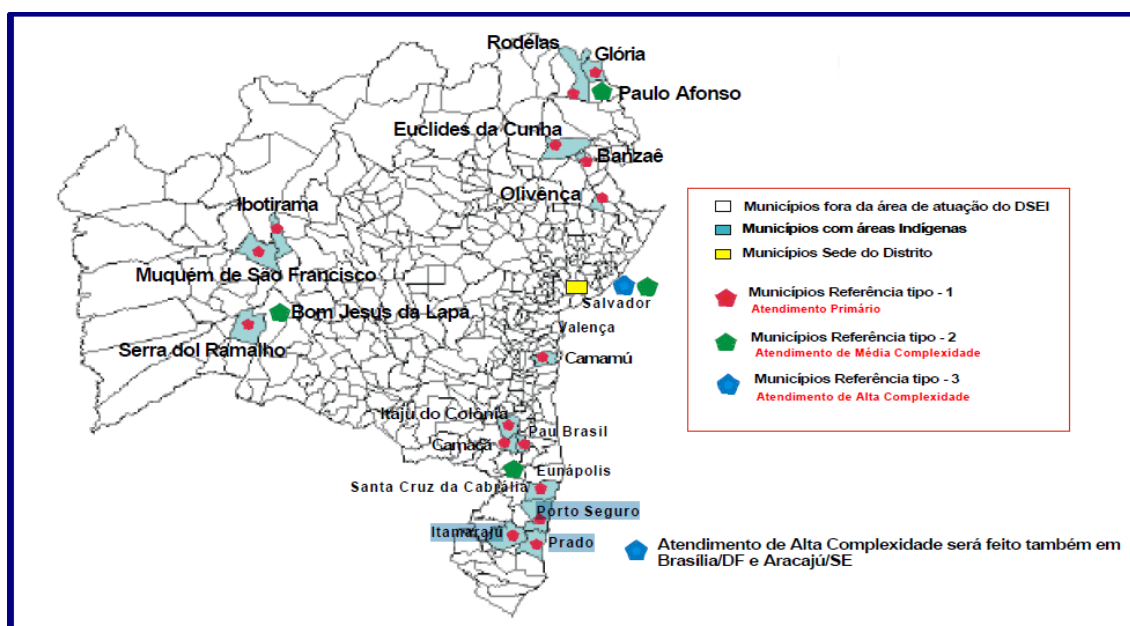 Rodélas
Glória
Paulo Afonso
Euclides da Cunha
Banzaê
Olivênça
Ibotirama
Muquém de São Francisco
Bom Jesus da Lapa
Serra dol Ramalho
Salvador
Valença
Camamú
Itajú do Colônia
Pau Brasil
Camacã
Eunápolis
Santa Cruz da Cabrália
Porto Seguro
Itamarajú
Prado
Municípios fora da área de atuação do DSEI
Municípios com áreas Indígenas
Municípios Sede do Distrito
Municípios Referência tipo - 1
Atendimento Primário
Municípios Referência tipo - 2
Atendimento de Média Complexidade
Municípios Referência tipo - 3
Atendimento de Alta Complexidade
Atendimento de Alta Complexidade será feito também em
Brasília/DF e Aracajú/SE